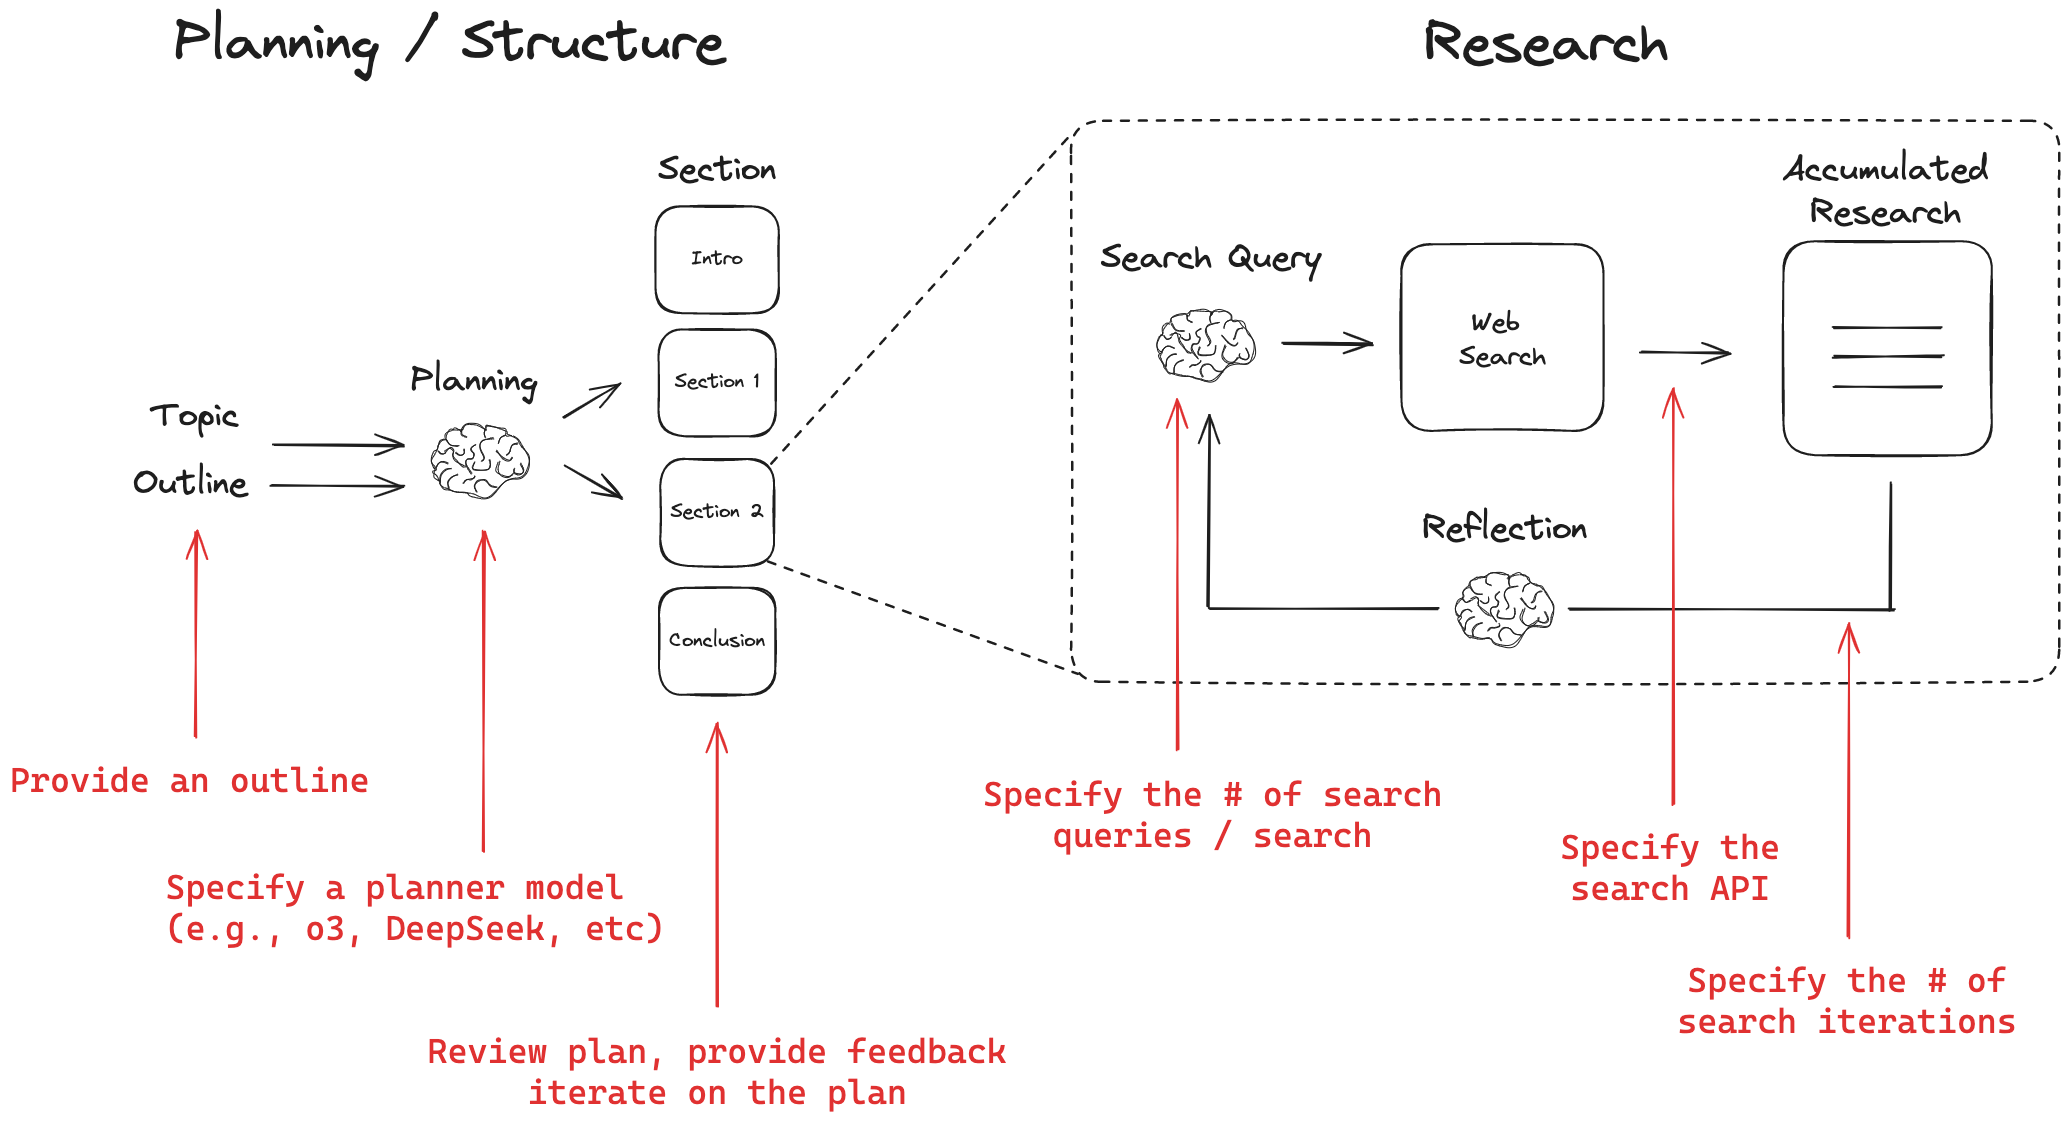 Planning / Structure
Research
Section
Intro
Section 1
Section 2
Conclusion
Planning
Topic
Outline
Accumulated
Research
Search Query
Web
Search
Reflection
Provide an outline
Specify a planner model
(e.g., o3, DeepSeek, etc)
Review plan, provide feedback
iterate on the plan
Specify the # of search
queries / search
Specify the
search API
Specify the # of
search iterations